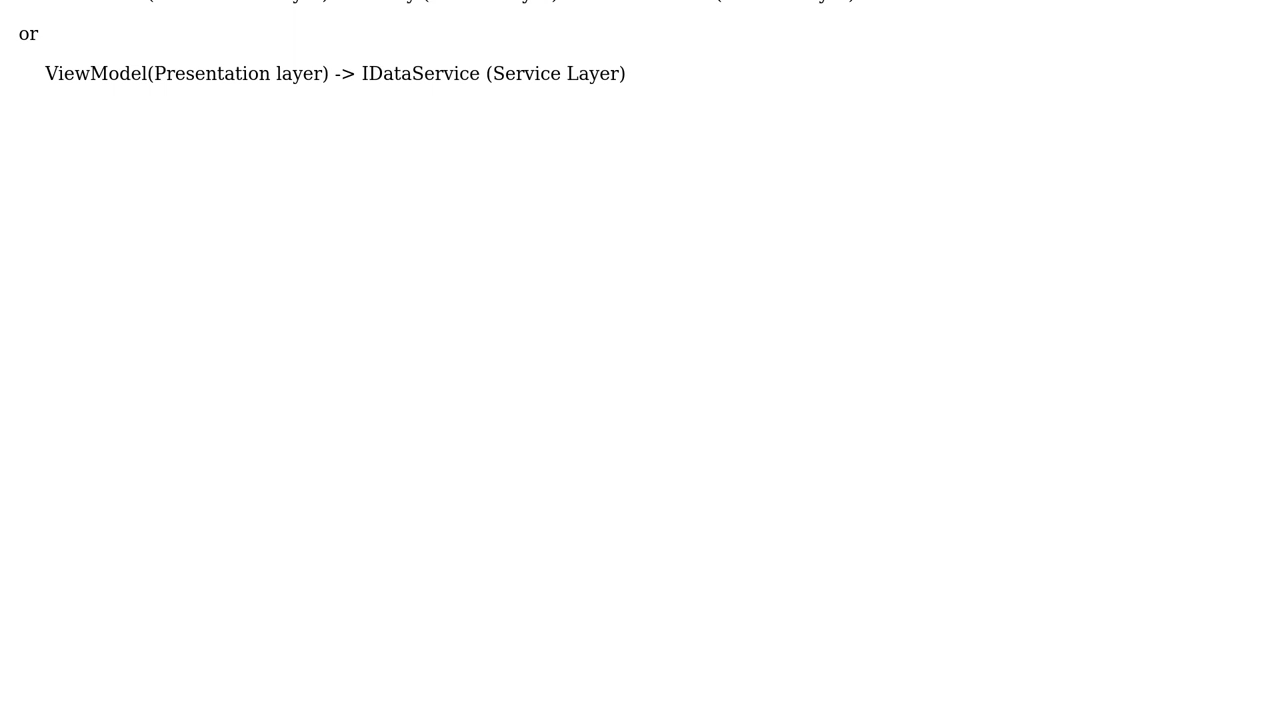 or
ViewModel(Presentation layer) -> IDataService (Service Layer)